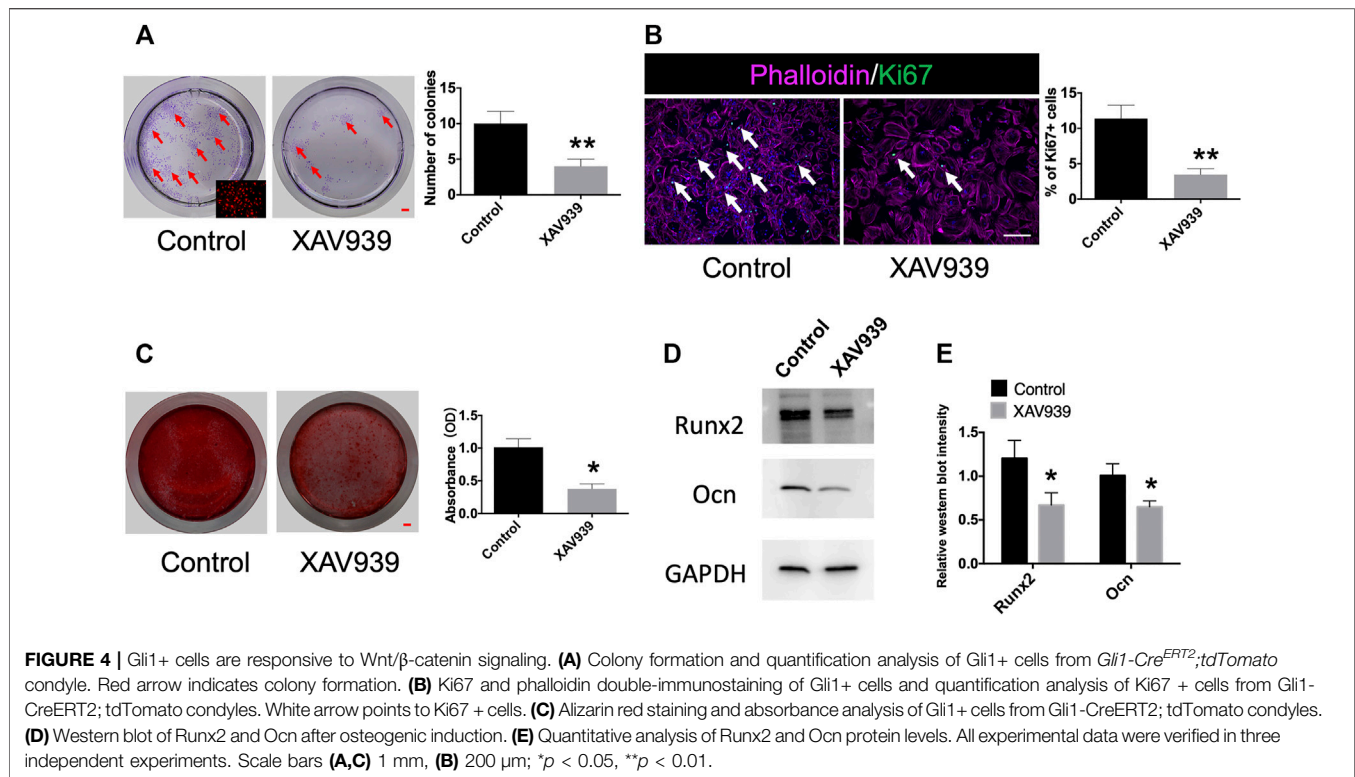 A
Control
XAV939
Number of colonies
15
10
5
0
**
Control
XAV939
B
Phalloidin/Ki67
Control
XAV939
% of Ki67+ cells
15
10
5
0
**
Control
XAV939
C
Control
XAV939
Absorbance (OD)
1.5
1.0
0.5
0.0
*
Control
XAV939
D
Control
XAV939
Runx2
Ocn
GAPDH
E
Control
XAV939
Relative western blot intensity
1.5
1.0
0.5
0
*
*
Runx2
Ocn
FIGURE 4 | Gli1+ cells are responsive to Wnt/β-catenin signaling. (A) Colony formation and quantification analysis of Gli1+ cells from Gli1-CreERT2;tdTomato
condyle. Red arrow indicates colony formation. (B) Ki67 and phalloidin double-immunostaining of Gli1+ cells and quantification analysis of Ki67 + cells from Gli1-
CreERT2; tdTomato condyles. White arrow points to Ki67 + cells. (C) Alizarin red staining and absorbance analysis of Gli1+ cells from Gli1-CreERT2; tdTomato condyles.
(D) Western blot of Runx2 and Ocn after osteogenic induction. (E) Quantitative analysis of Runx2 and Ocn protein levels. All experimental data were verified in three
independent experiments. Scale bars (A,C) 1 mm, (B) 200 μm; *p < 0.05, **p < 0.01.